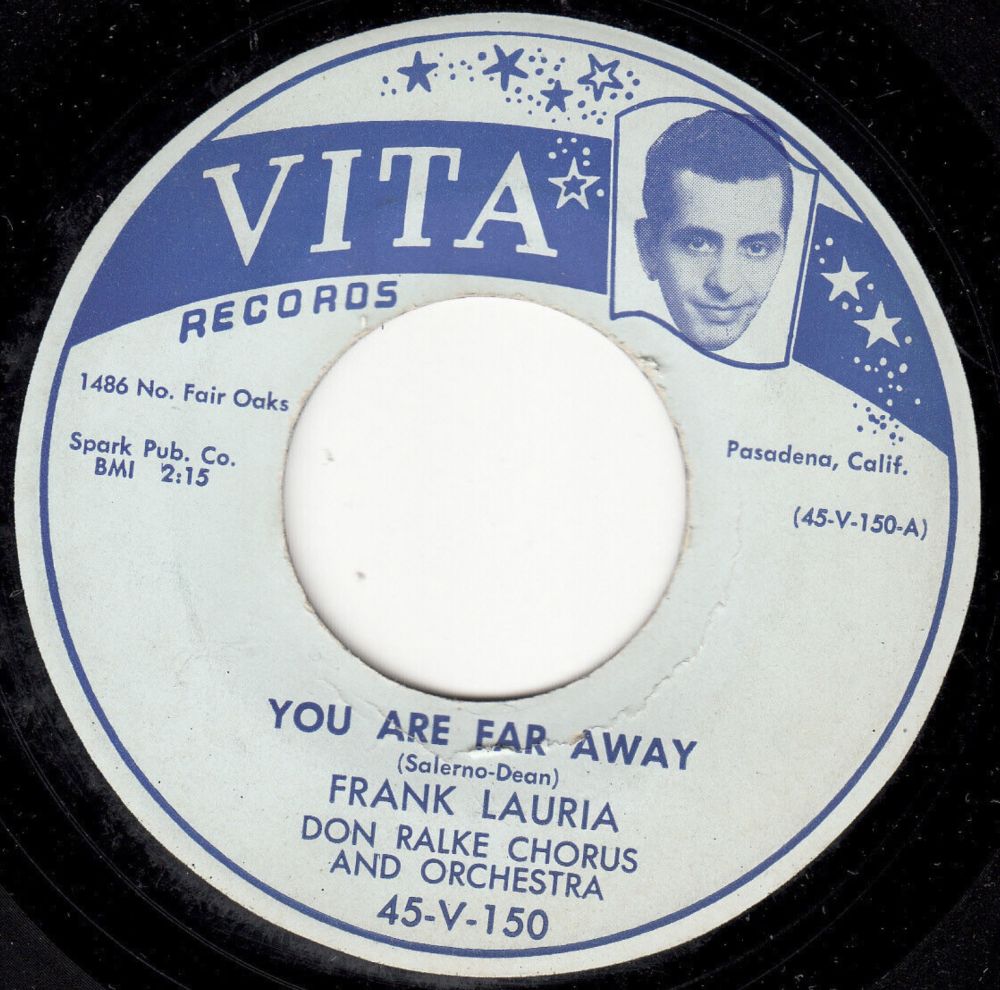 VITA
RECORDS
1486 No. Fair Oaks
Spark Pub. Co.
BMI 2:15
Pasadena, Calif.
(45-V-150-A)
YOU ARE FAR AWAY
(Salerno-Dean)
FRANK LAURIA
DON RALKE CHORUS
AND ORCHESTRA
45-V-150